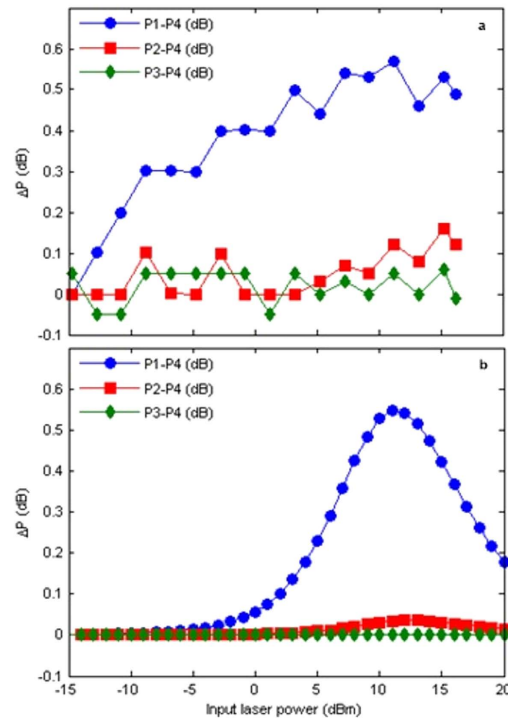 P1-P4 (dB)
P2-P4 (dB)
P3-P4 (dB)
a
0.6
0.5
0.4
0.3
0.2
0.1
0
-0.1
ΔP (dB)
P1-P4 (dB)
P2-P4 (dB)
P3-P4 (dB)
b
0.6
0.5
0.4
0.3
0.2
0.1
0
-0.1
ΔP (dB)
-15
-10
-5
0
5
10
15
20
Input laser power (dBm)